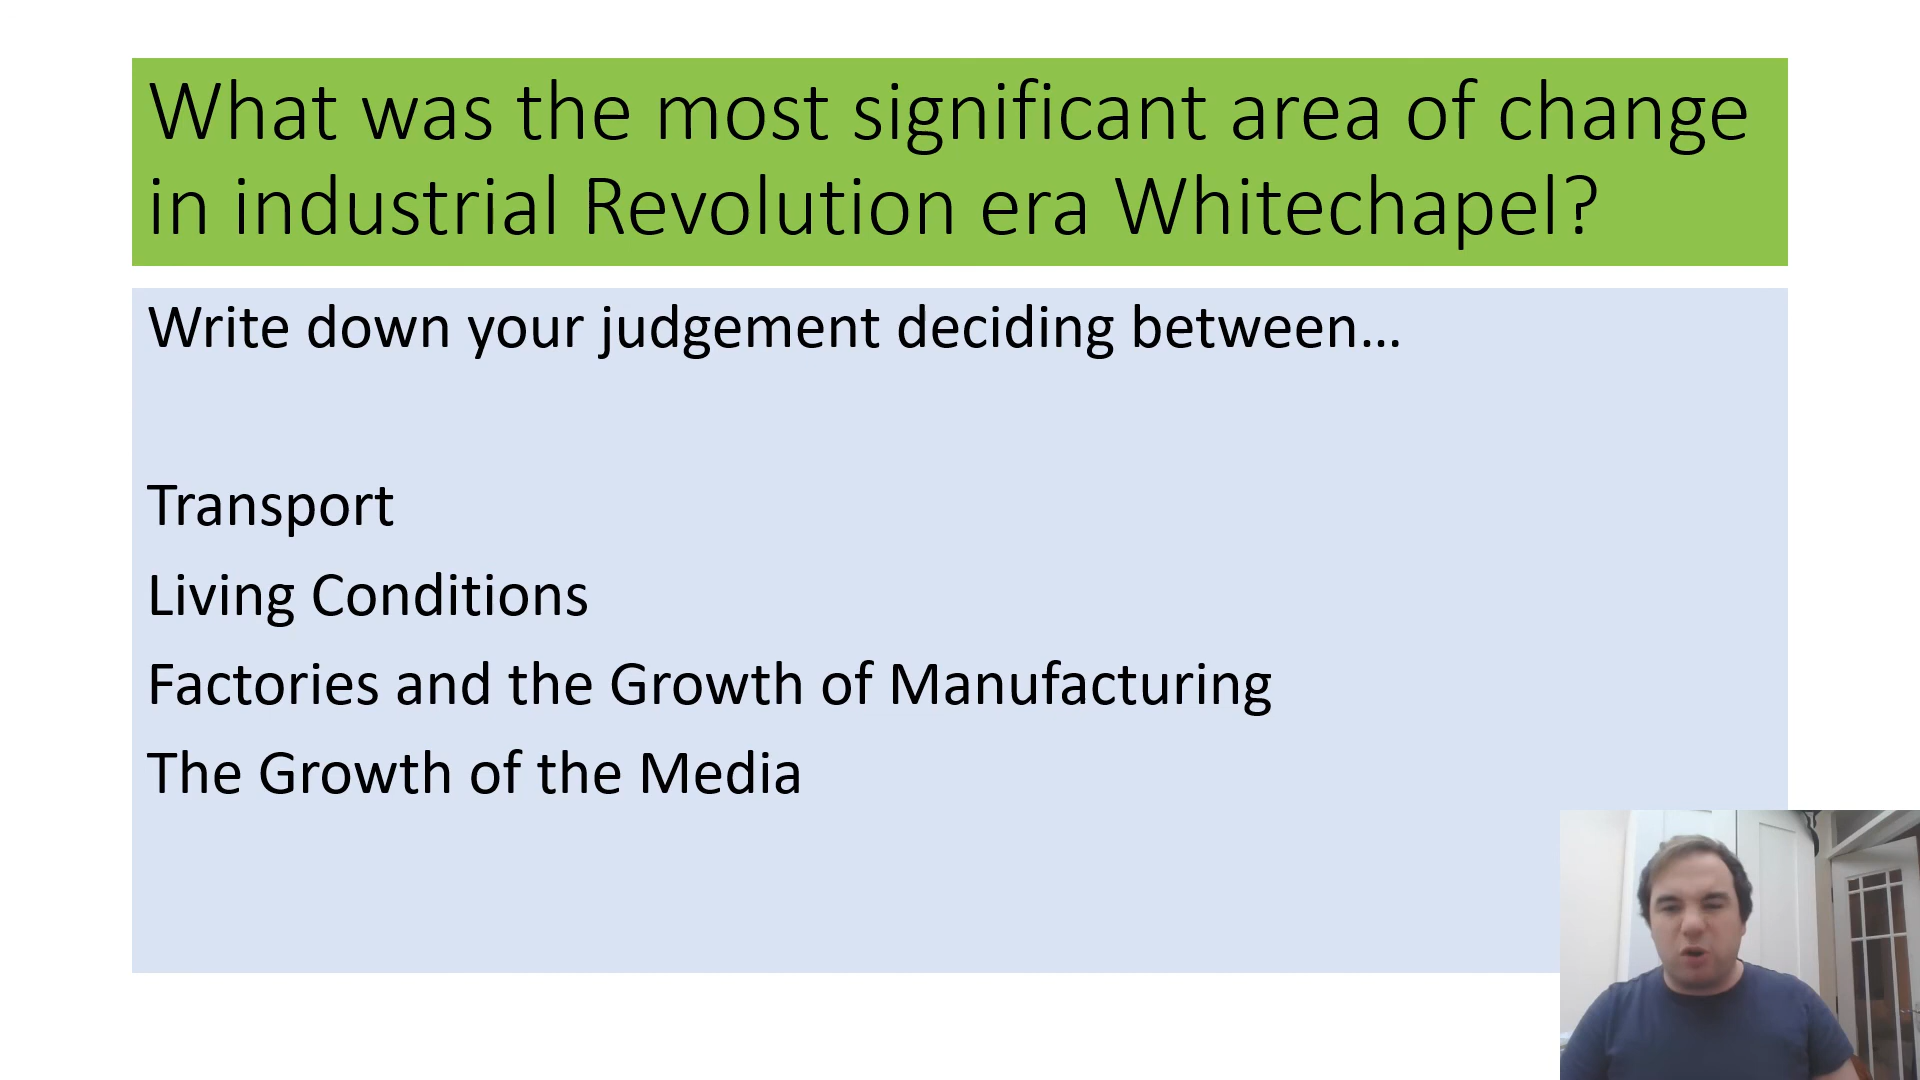 What was the most significant area of change
in industrial Revolution era Whitechapel?
Write down your judgement deciding between…
Transport
Living Conditions
Factories and the Growth of Manufacturing
The Growth of the Media